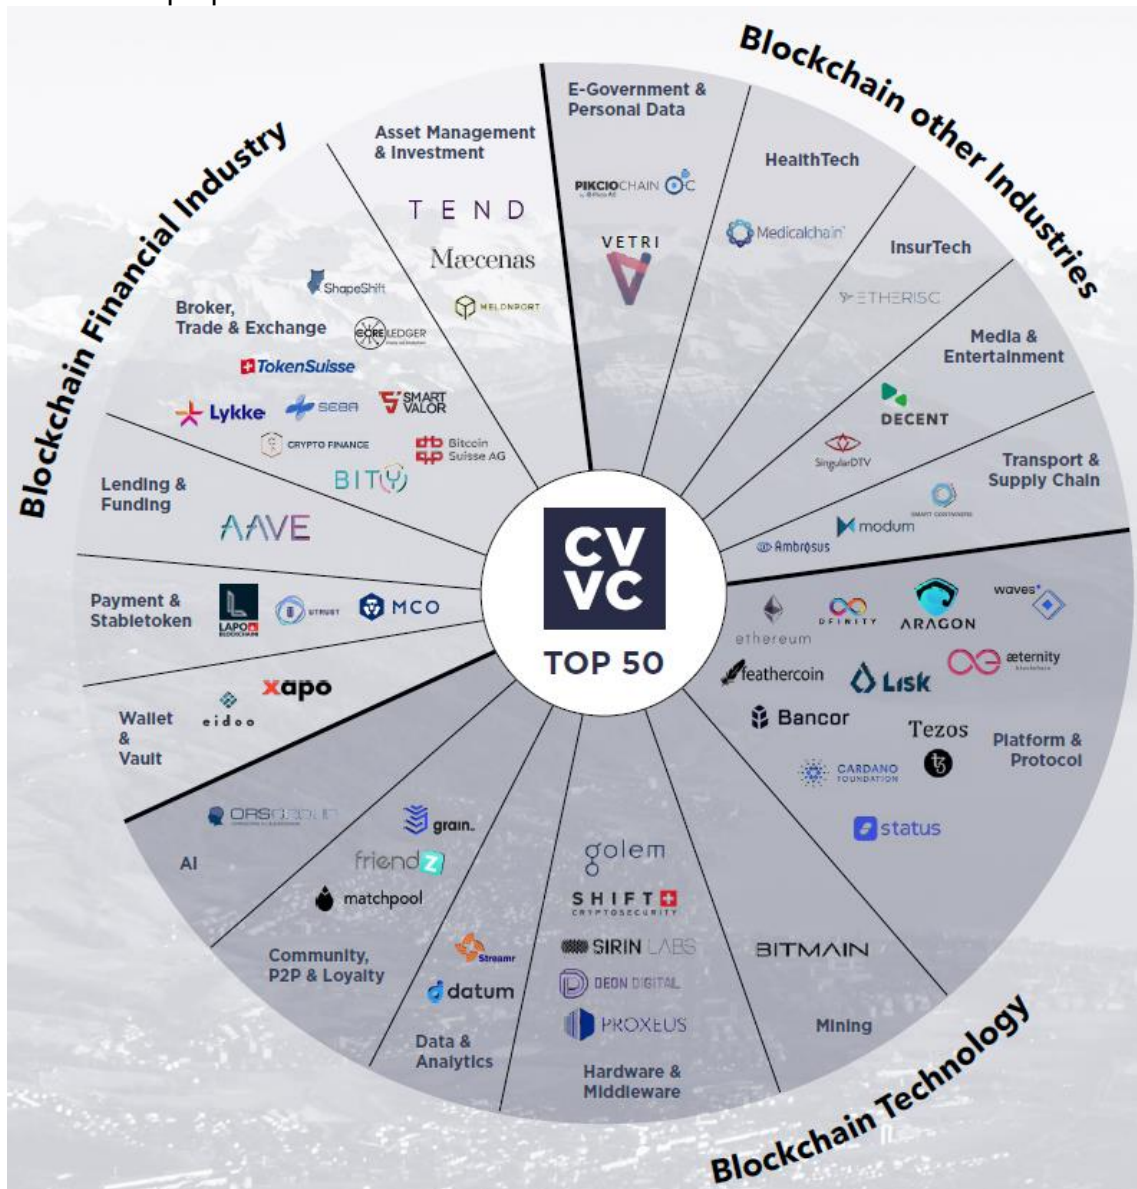 Blockchain Financial Industry
Asset Management
& Investment
TEND
Mæcenas
MELONPORT
Broker,
Trade & Exchange
ShapeShift
CORE LEDGER
TokenSuisse
Lykke
SEBA
SMART
VALOR
CRYPTO FINANCE
Bitcoin
Suisse AG
BITY
Lending &
Funding
AAVE
Payment &
Stabletoken
LAPO
BLOCKCHAIN
UTRUST
MCO
Wallet
&
Vault
eidoo
xapo
Blockchain other Industries
E-Government &
Personal Data
PIKCIOCHAIN
VETRI
HealthTech
Medicalchain
InsurTech
ETHERISC
Media &
Entertainment
DECENT
SingularDTV
Transport &
Supply Chain
SMART CONTAINERS
modum
Ambrosus
CV
VC
TOP 50
Blockchain Technology
ethereum
DFINITY
ARAGON
waves
feathercoin
LISK
æternity
blockchain
Bancor
Tezos
CARDANO
FOUNDATION
status
Platform &
Protocol
BITMAIN
Mining
golem
SHIFT
CRYPTOSECURITY
SIRIN LABS
DEON DIGITAL
PROXEUS
Hardware &
Middleware
Streamr
datum
Data &
Analytics
grain
friendz
matchpool
Community,
P2P & Loyalty
ORSGROUP
AI